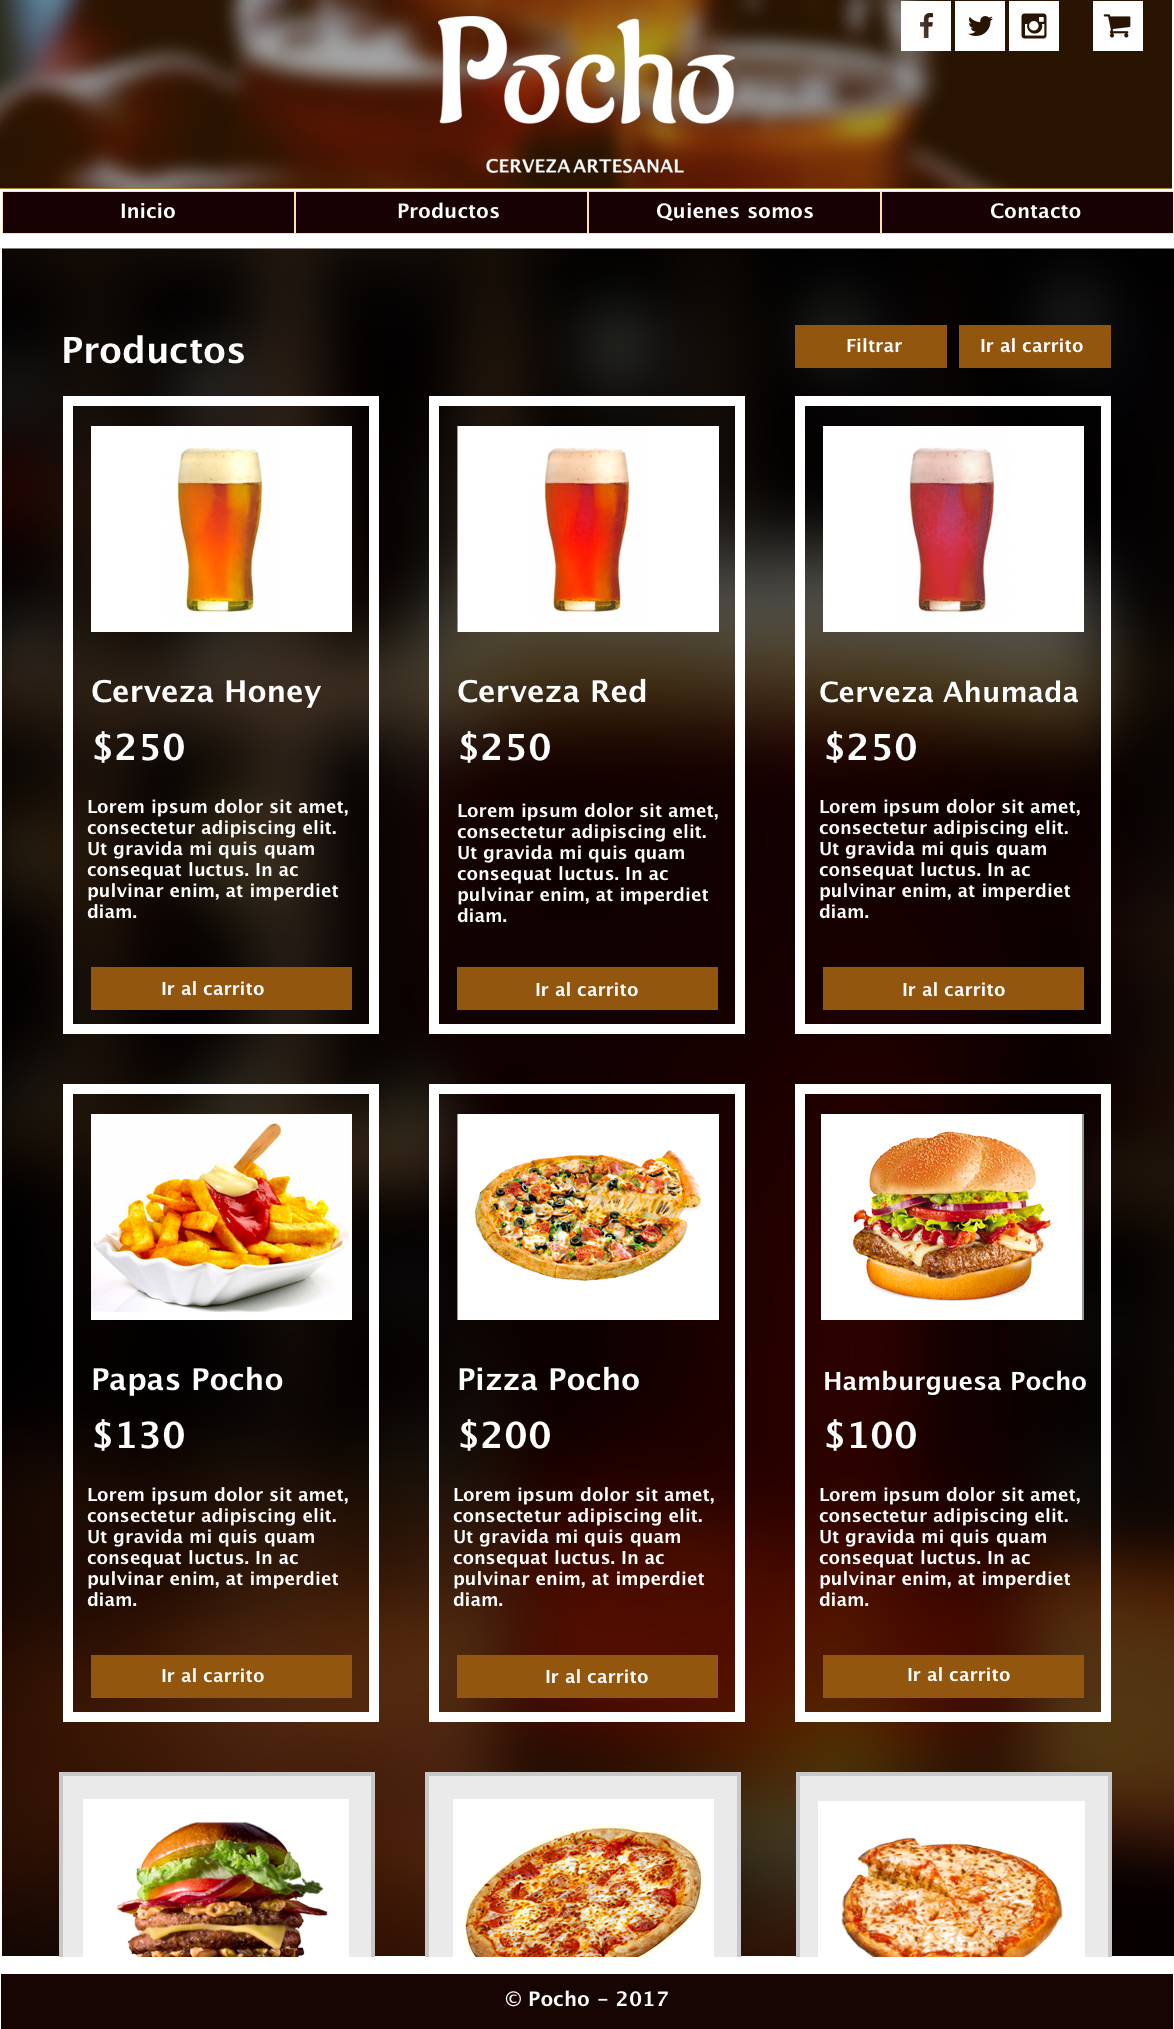 Pocho
CERVEZA ARTESANAL
Inicio
Productos
Quienes somos
Contacto
Productos
Filtrar
Ir al carrito
Cerveza Honey
$250
Lorem ipsum dolor sit amet,
consectetur adipiscing elit.
Ut gravida mi quis quam
consequat luctus. In ac
pulvinar enim, at imperdiet
diam.
Ir al carrito
Cerveza Red
$250
Lorem ipsum dolor sit amet,
consectetur adipiscing elit.
Ut gravida mi quis quam
consequat luctus. In ac
pulvinar enim, at imperdiet
diam.
Ir al carrito
Cerveza Ahumada
$250
Lorem ipsum dolor sit amet,
consectetur adipiscing elit.
Ut gravida mi quis quam
consequat luctus. In ac
pulvinar enim, at imperdiet
diam.
Ir al carrito
Papas Pocho
$130
Lorem ipsum dolor sit amet,
consectetur adipiscing elit.
Ut gravida mi quis quam
consequat luctus. In ac
pulvinar enim, at imperdiet
diam.
Ir al carrito
Pizza Pocho
$200
Lorem ipsum dolor sit amet,
consectetur adipiscing elit.
Ut gravida mi quis quam
consequat luctus. In ac
pulvinar enim, at imperdiet
diam.
Ir al carrito
Hamburguesa Pocho
$100
Lorem ipsum dolor sit amet,
consectetur adipiscing elit.
Ut gravida mi quis quam
consequat luctus. In ac
pulvinar enim, at imperdiet
diam.
Ir al carrito
© Pocho - 2017